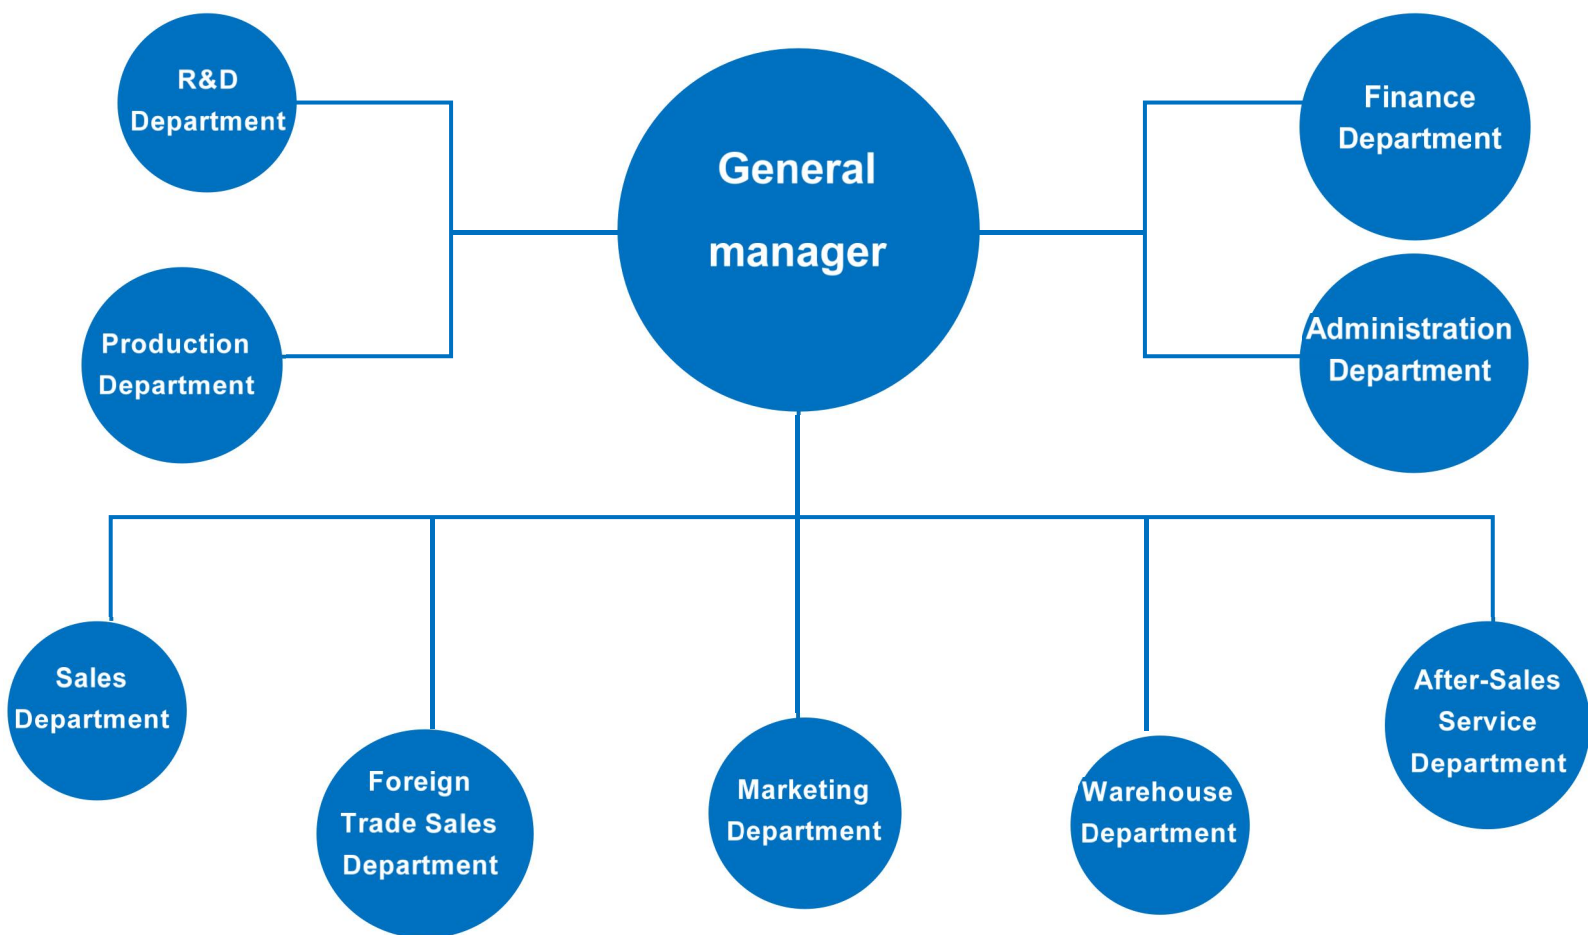 R&D
Department
General
manager
Finance
Department
Production
Department
Administration
Department
Sales
Department
Foreign
Trade Sales
Department
Marketing
Department
Warehouse
Department
After-Sales
Service
Department